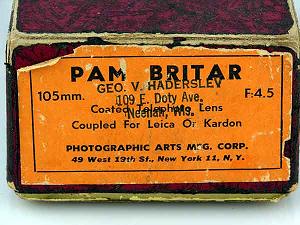 PAM BRITAR
GEO. V. HADERSLEV
105mm.
F:4.5
109 E. Doty Ave.
Coated Telephoto Lens
Neenah, Wis.
Coupled For Leica Or Kardon
PHOTOGRAPHIC ARTS MFG. CORP.
49 West 19th St., New York 11, N. Y.